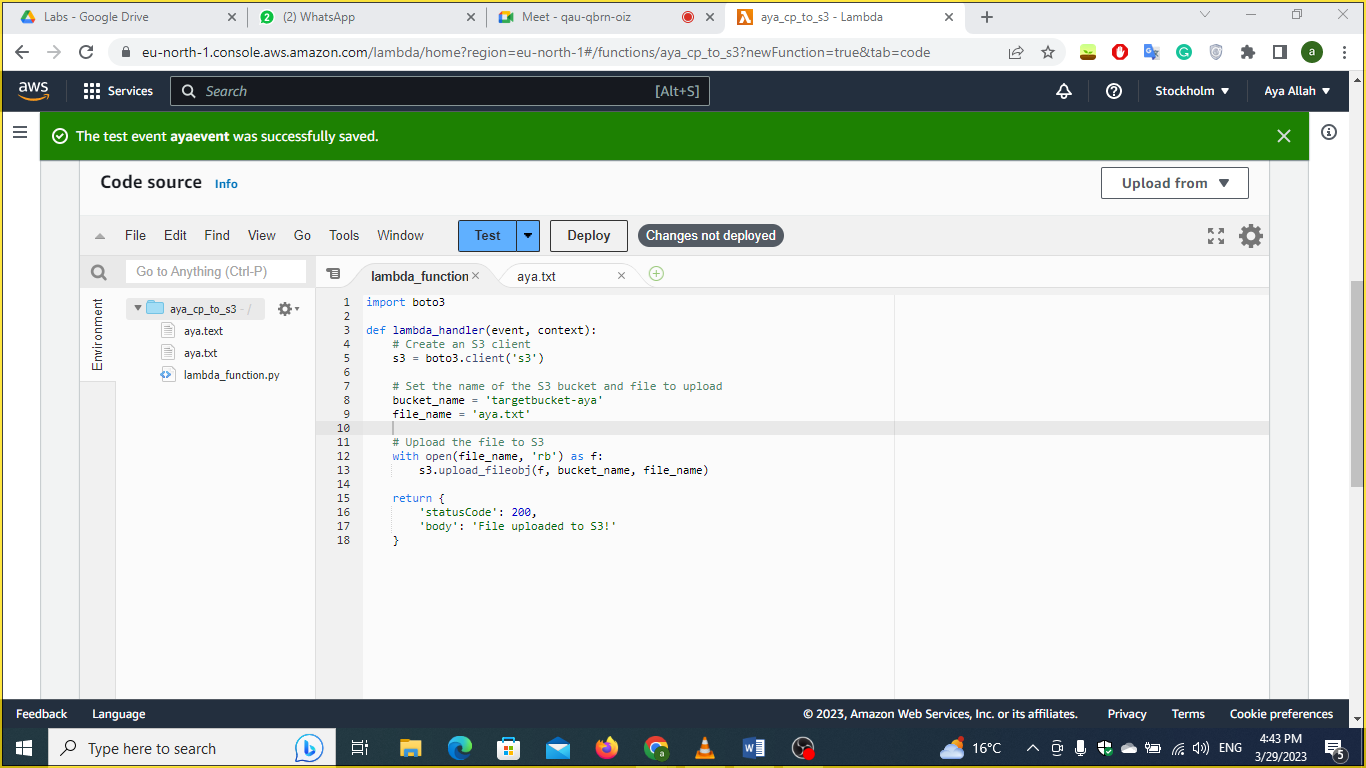 Labs - Google Drive
2
(2) WhatsApp
Meet - qau-qbrn-oiz
aya_cp_to_s3 - Lambda
eu-north-1.console.aws.amazon.com/lambda/home?region=eu-north-1#/functions/aya_cp_to_s3?newFunction=true&tab=code
a
aws
Services
Search
[Alt+S]
Stockholm
Aya Allah
The test event ayaevent was successfully saved.
Code source Info
Upload from
File Edit Find View Go Tools Window
Test
Deploy
Changes not deployed
Go to Anything (Ctrl-P)
lambda_function
aya.txt
Environment
aya_cp_to_s3 - /
aya.text
aya.txt
lambda_function.py
1 import boto3
2
3 def lambda_handler(event, context):
4 # Create an S3 client
5 s3 = boto3.client('s3')
6
7 # Set the name of the S3 bucket and file to upload
8 bucket_name = 'targetbucket-aya'
9 file_name = 'aya.txt'
10
11 # Upload the file to S3
12 with open(file_name, 'rb') as f:
13 s3.upload_fileobj(f, bucket_name, file_name)
14
15 return {
16 'statusCode': 200,
17 'body': 'File uploaded to S3!'
18 }
Feedback Language
© 2023, Amazon Web Services, Inc. or its affiliates. Privacy Terms Cookie preferences
Type here to search
a
W
16°C
ENG
4:43 PM
3/29/2023
5